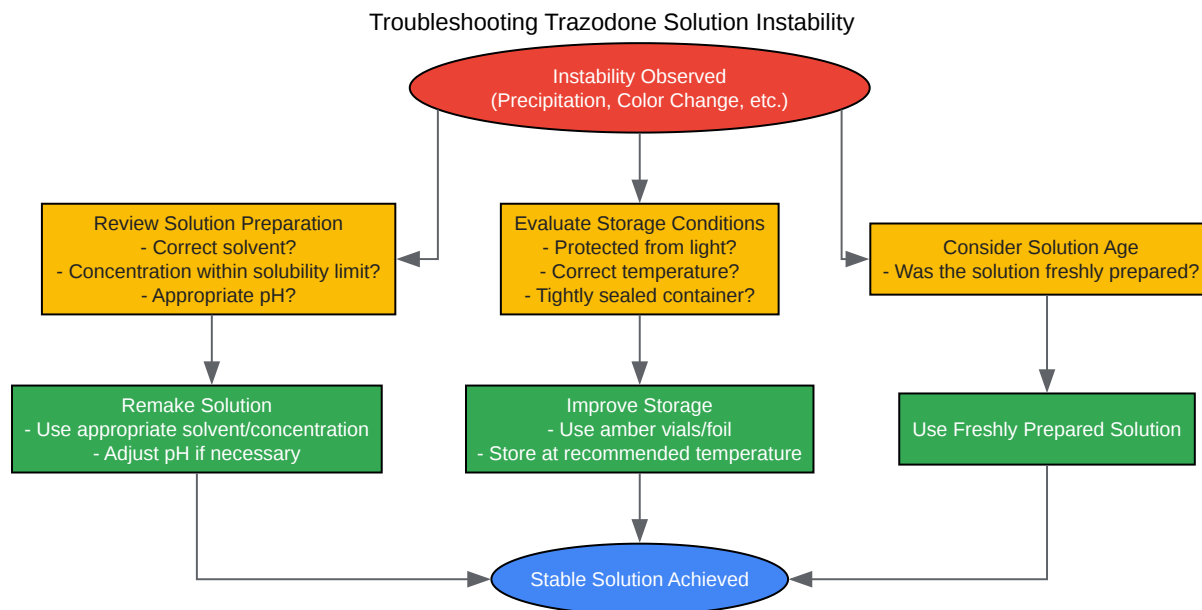 Troubleshooting Trazodone Solution Instability
Instability Observed
(Precipitation, Color Change, etc.)
Review Solution Preparation
- Correct solvent?
- Concentration within solubility limit?
- Appropriate pH?
Evaluate Storage Conditions
- Protected from light?
- Correct temperature?
- Tightly sealed container?
Consider Solution Age
- Was the solution freshly prepared?
Remake Solution
- Use appropriate solvent/concentration
- Adjust pH if necessary
Improve Storage
- Use amber vials/foil
- Store at recommended temperature
Use Freshly Prepared Solution
Stable Solution Achieved